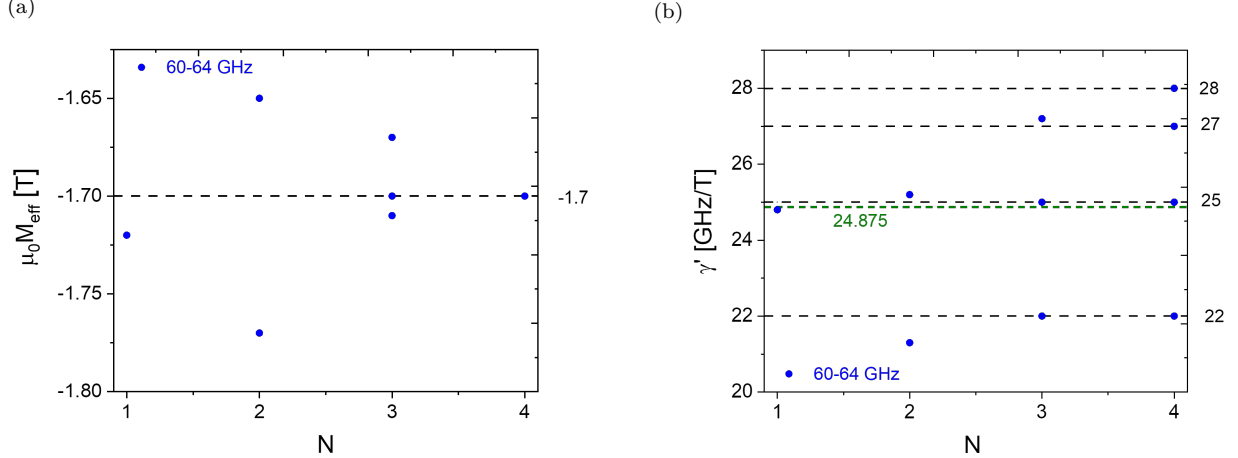 (a)
60-64 GHz
-1.65
-1.70
-1.75
-1.80
-1.7
μ₀M_eff [T]
1 2 3 4
N
(b)
28
26
24
22
20
28
27
25
22
24.875
60-64 GHz
γ' [GHz/T]
1 2 3 4
N